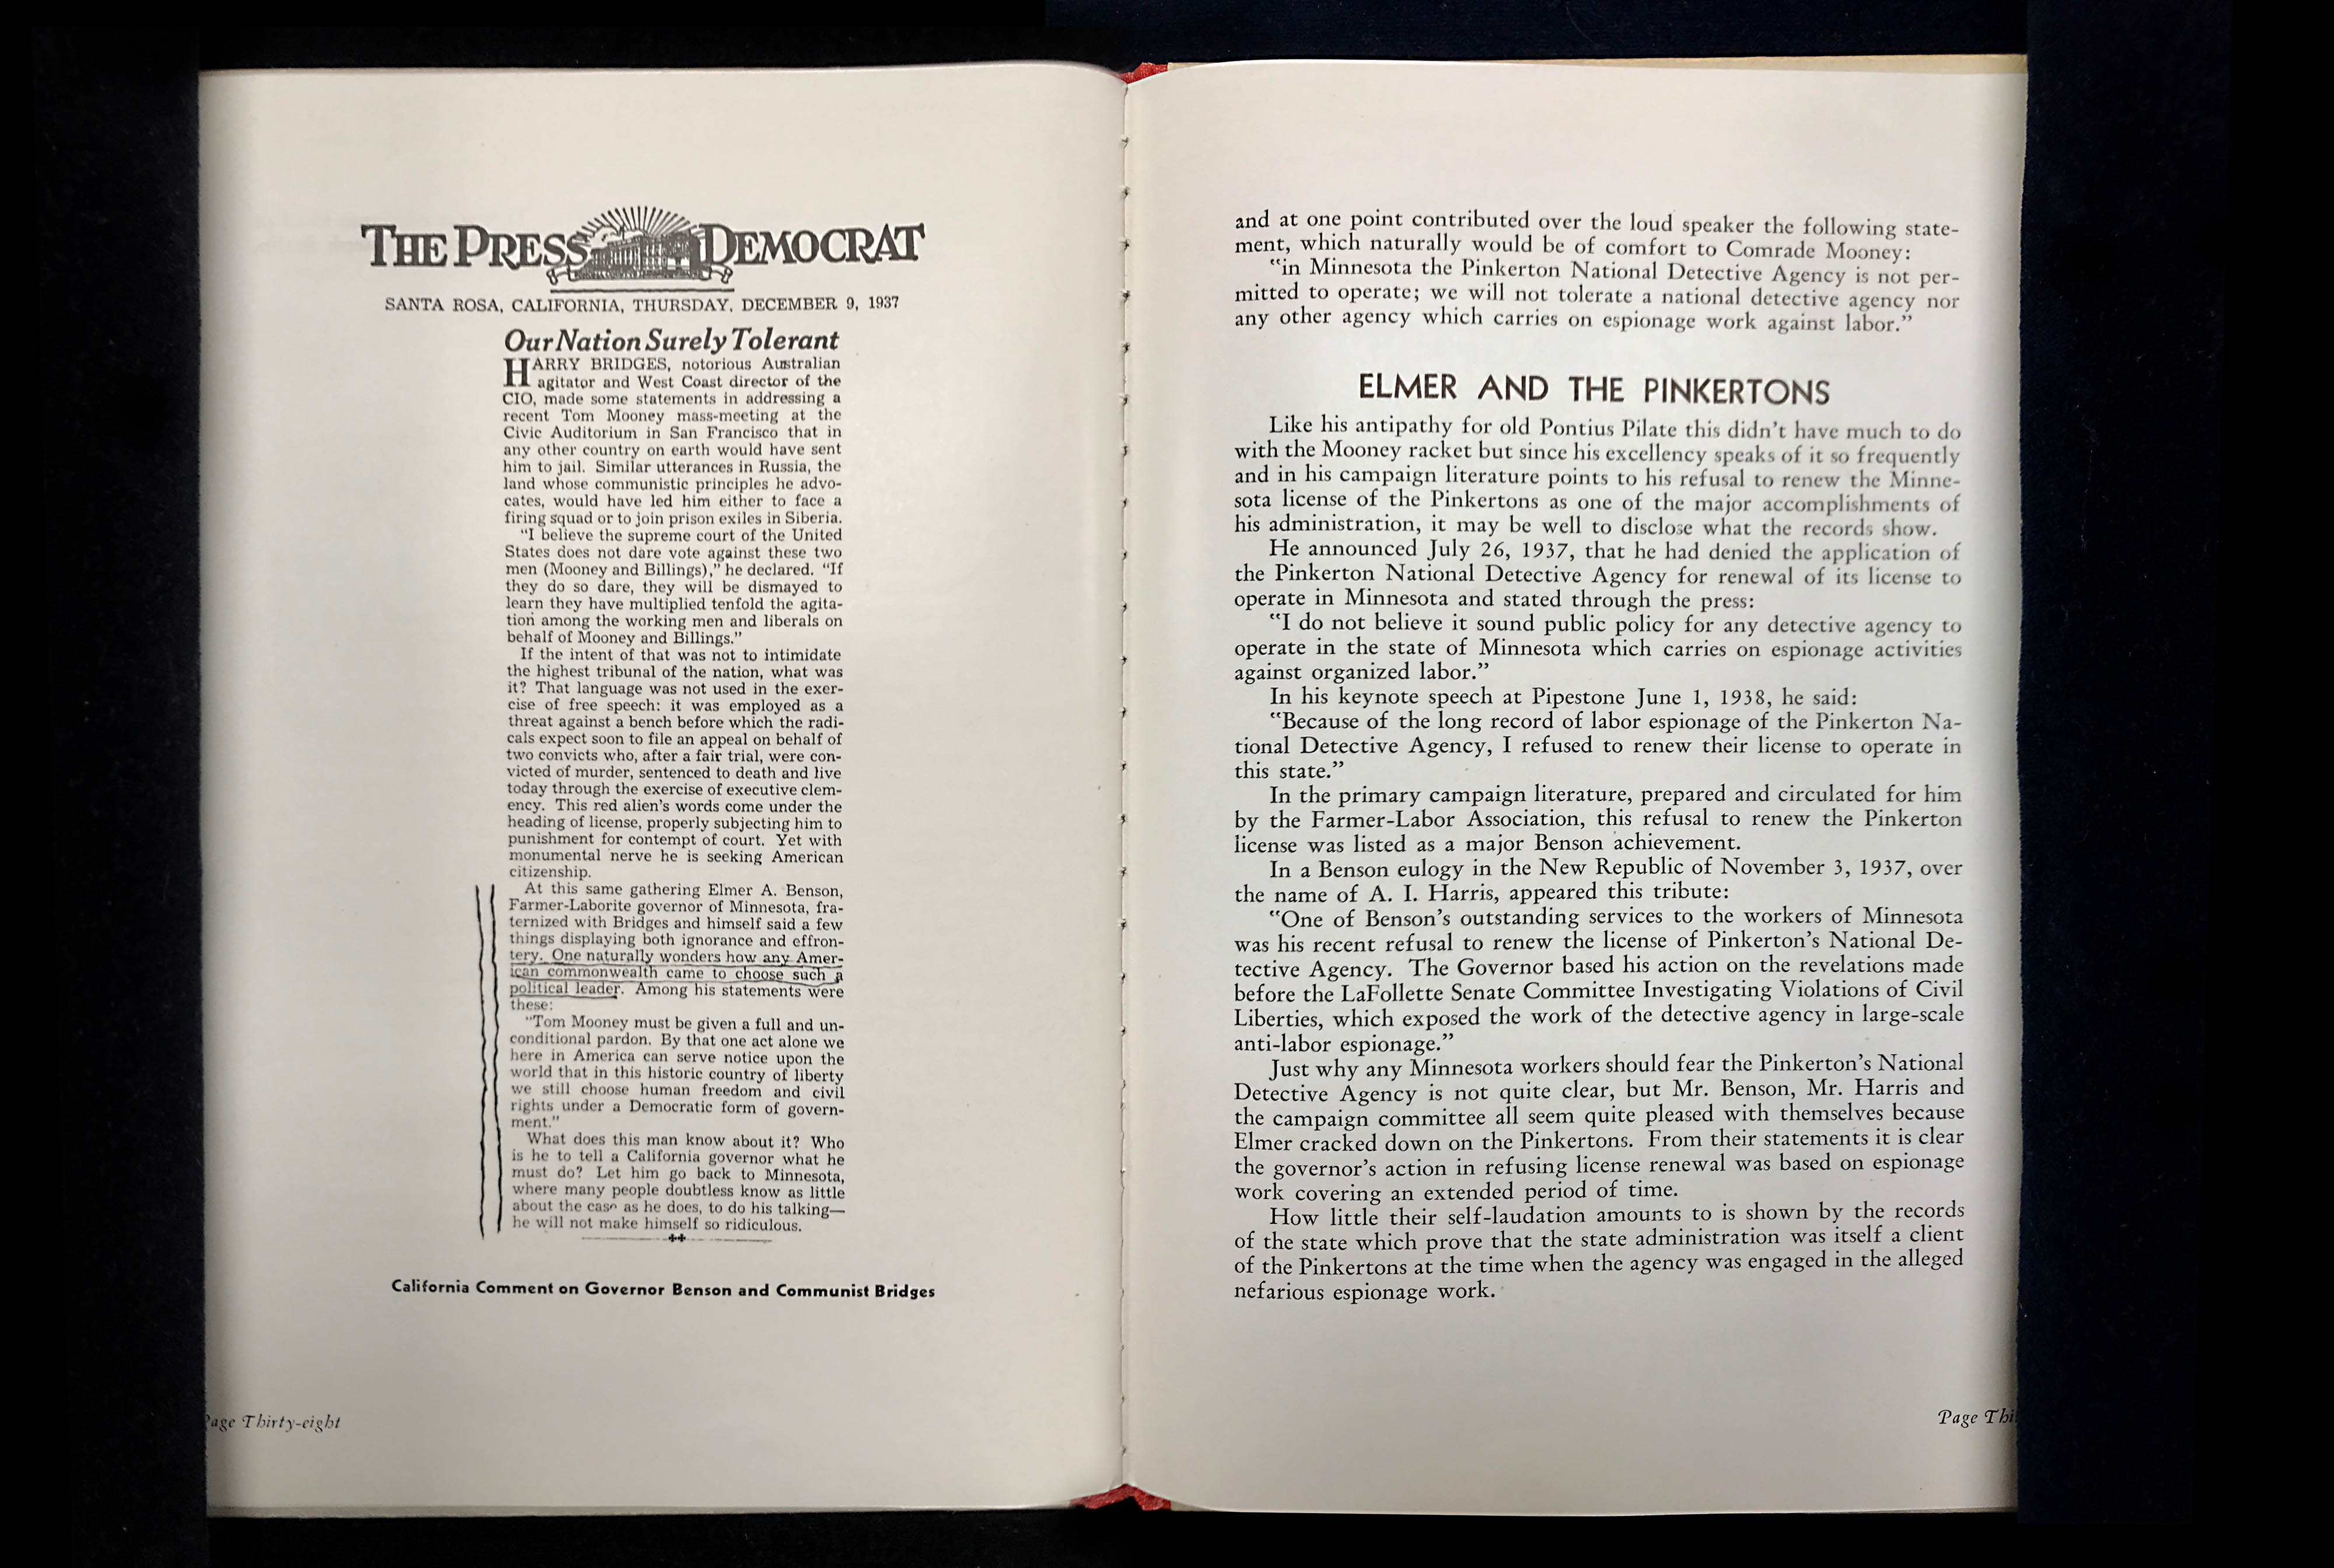 THE PRESS DEMOCRAT
SANTA ROSA, CALIFORNIA, THURSDAY, DECEMBER 9, 1937
Our Nation Surely Tolerant
HARRY BRIDGES, notorious Australian
agitator and West Coast director of the
CIO, made some statements in addressing a
recent Tom Mooney mass-meeting at the
Civic Auditorium in San Francisco that in
any other country on earth would have sent
him to jail. Similar utterances in Russia, the
land whose communistic principles he advo-
cates, would have led him either to face a
firing squad or to join prison exiles in Siberia.
"I believe the supreme court of the United
States does not dare vote against these two
men (Mooney and Billings)," he declared. "If
they do so dare, they will be dismayed to
learn they have multiplied tenfold the agita-
tion among the working men and liberals on
behalf of Mooney and Billings."
If the intent of that was not to intimidate
the highest tribunal of the nation, what was
it? That language was not used in the exer-
cise of free speech: it was employed as a
threat against a bench before which the radi-
cals expect soon to file an appeal on behalf of
two convicts who, after a fair trial, were con-
victed of murder, sentenced to death and live
today through the exercise of executive clem-
ency. This red alien's words come under the
heading of license, properly subjecting him to
punishment for contempt of court. Yet with
monumental nerve he is seeking American
citizenship.
At this same gathering Elmer A. Benson,
Farmer-Laborite governor of Minnesota, fra-
ternized with Bridges and himself said a few
things displaying both ignorance and effron-
tery. One naturally wonders how any Amer-
ican commonwealth came to choose such a
political leader. Among his statements were
these:
"Tom Mooney must be given a full and un-
conditional pardon. By that one act alone we
here in America can serve notice upon the
world that in this historic country of liberty
we still choose human freedom and civil
rights under a Democratic form of govern-
ment."
What does this man know about it? Who
is he to tell a California governor what he
must do? Let him go back to Minnesota,
where many people doubtless know as little
about the case as he does, to do his talking—
he will not make himself so ridiculous.
California Comment on Governor Benson and Communist Bridges
Page Thirty-eight
and at one point contributed over the loud speaker the following state-
ment, which naturally would be of comfort to Comrade Mooney:
"in Minnesota the Pinkerton National Detective Agency is not per-
mitted to operate; we will not tolerate a national detective agency nor
any other agency which carries on espionage work against labor."
ELMER AND THE PINKERTONS
Like his antipathy for old Pontius Pilate this didn't have much to do
with the Mooney racket but since his excellency speaks of it so frequently
and in his campaign literature points to his refusal to renew the Minne-
sota license of the Pinkertons as one of the major accomplishments of
his administration, it may be well to disclose what the records show.
He announced July 26, 1937, that he had denied the application of
the Pinkerton National Detective Agency for renewal of its license to
operate in Minnesota and stated through the press:
"I do not believe it sound public policy for any detective agency to
operate in the state of Minnesota which carries on espionage activities
against organized labor."
In his keynote speech at Pipestone June 1, 1938, he said:
"Because of the long record of labor espionage of the Pinkerton Na-
tional Detective Agency, I refused to renew their license to operate in
this state."
In the primary campaign literature, prepared and circulated for him
by the Farmer-Labor Association, this refusal to renew the Pinkerton
license was listed as a major Benson achievement.
In a Benson eulogy in the New Republic of November 3, 1937, over
the name of A. I. Harris, appeared this tribute:
"One of Benson's outstanding services to the workers of Minnesota
was his recent refusal to renew the license of Pinkerton's National De-
tective Agency. The Governor based his action on the revelations made
before the LaFollette Senate Committee Investigating Violations of Civil
Liberties, which exposed the work of the detective agency in large-scale
anti-labor espionage."
Just why any Minnesota workers should fear the Pinkerton's National
Detective Agency is not quite clear, but Mr. Benson, Mr. Harris and
the campaign committee all seem quite pleased with themselves because
Elmer cracked down on the Pinkertons. From their statements it is clear
the governor's action in refusing license renewal was based on espionage
work covering an extended period of time.
How little their self-laudation amounts to is shown by the records
of the state which prove that the state administration was itself a client
of the Pinkertons at the time when the agency was engaged in the alleged
nefarious espionage work.
Page